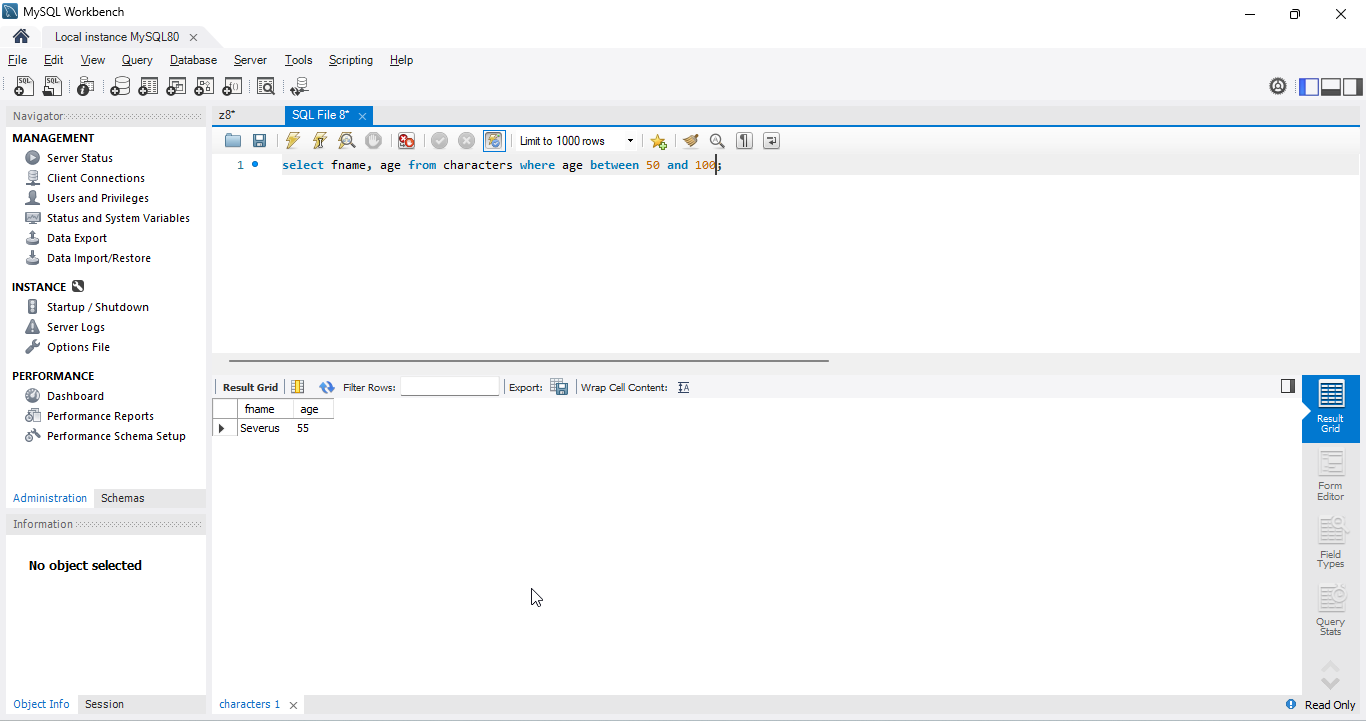 MySQL Workbench
Local instance MySQL80
File Edit View Query Database Server Tools Scripting Help
Navigator
MANAGEMENT
Server Status
Client Connections
Users and Privileges
Status and System Variables
Data Export
Data Import/Restore
INSTANCE
Startup / Shutdown
Server Logs
Options File
PERFORMANCE
Dashboard
Performance Reports
Performance Schema Setup
Administration Schemas
Information
No object selected
Object Info Session
z8* SQL File 8*
Limit to 1000 rows
1 select fname, age from characters where age between 50 and 100;
Result Grid Filter Rows: Export: Wrap Cell Content:
fname age
Severus 55
Result
Grid
Form
Editor
Field
Types
Query
Stats
characters 1
Read Only